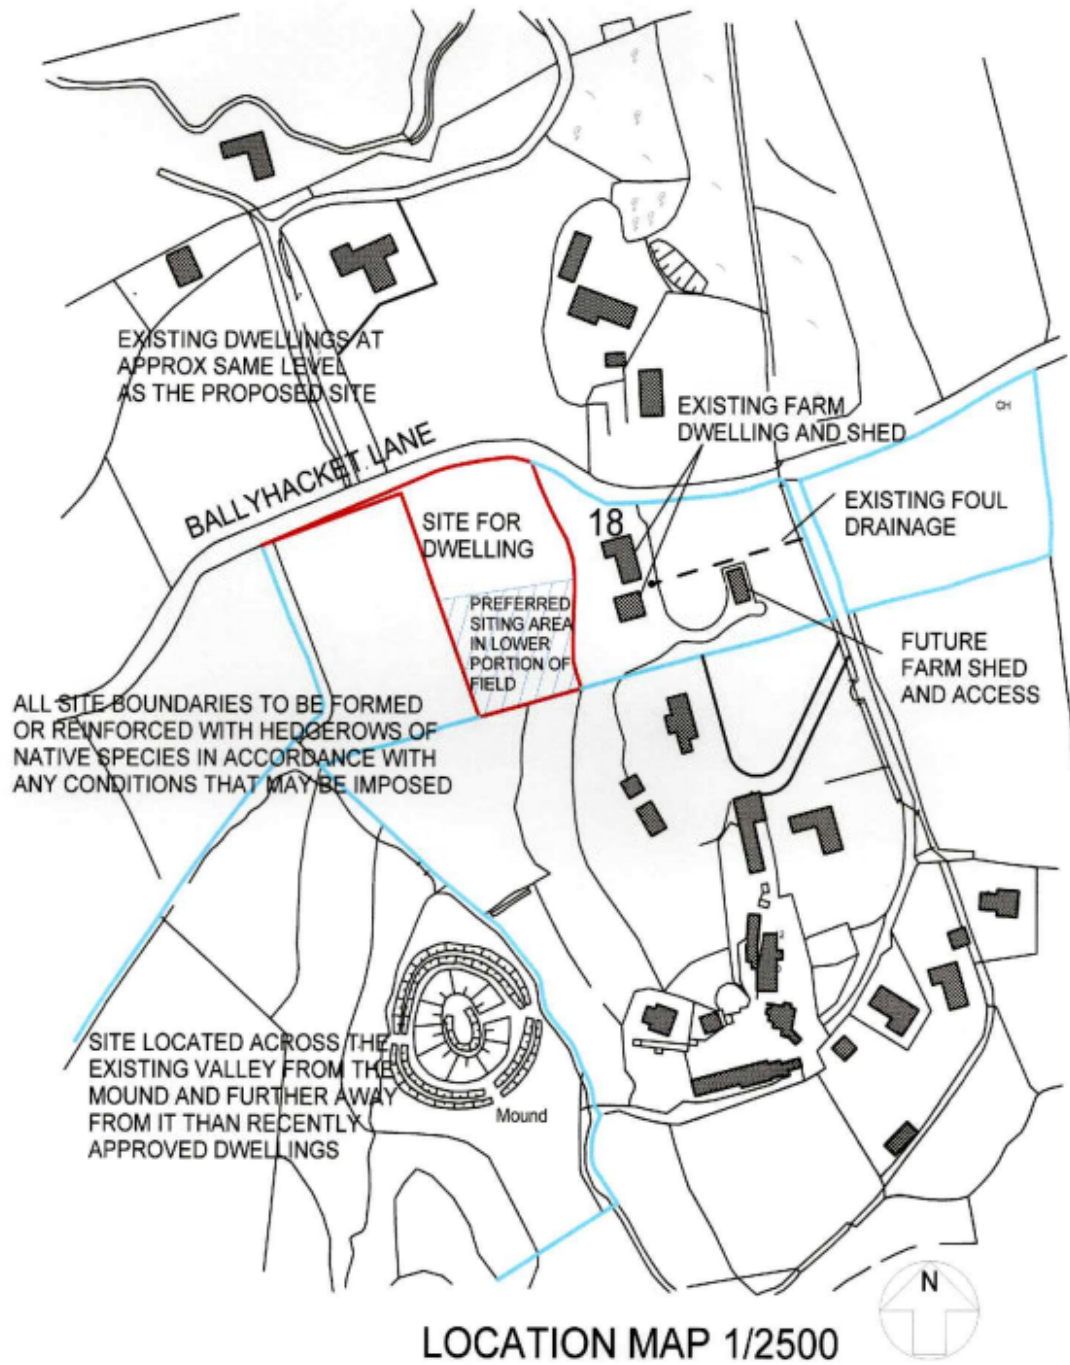 EXISTING DWELLINGS AT
APPROX SAME LEVEL
AS THE PROPOSED SITE
EXISTING FARM
DWELLING AND SHED
CH
BALLYHACKET LANE
EXISTING FOUL
DRAINAGE
SITE FOR
DWELLING
18
PREFERRED
SITING AREA
IN LOWER
PORTION OF
FIELD
FUTURE
FARM SHED
AND ACCESS
ALL SITE BOUNDARIES TO BE FORMED
OR REINFORCED WITH HEDGEROWS OF
NATIVE SPECIES IN ACCORDANCE WITH
ANY CONDITIONS THAT MAY BE IMPOSED
SITE LOCATED ACROSS THE
EXISTING VALLEY FROM THE
MOUND AND FURTHER AWAY
FROM IT THAN RECENTLY
APPROVED DWELLINGS
Mound
N
LOCATION MAP 1/2500